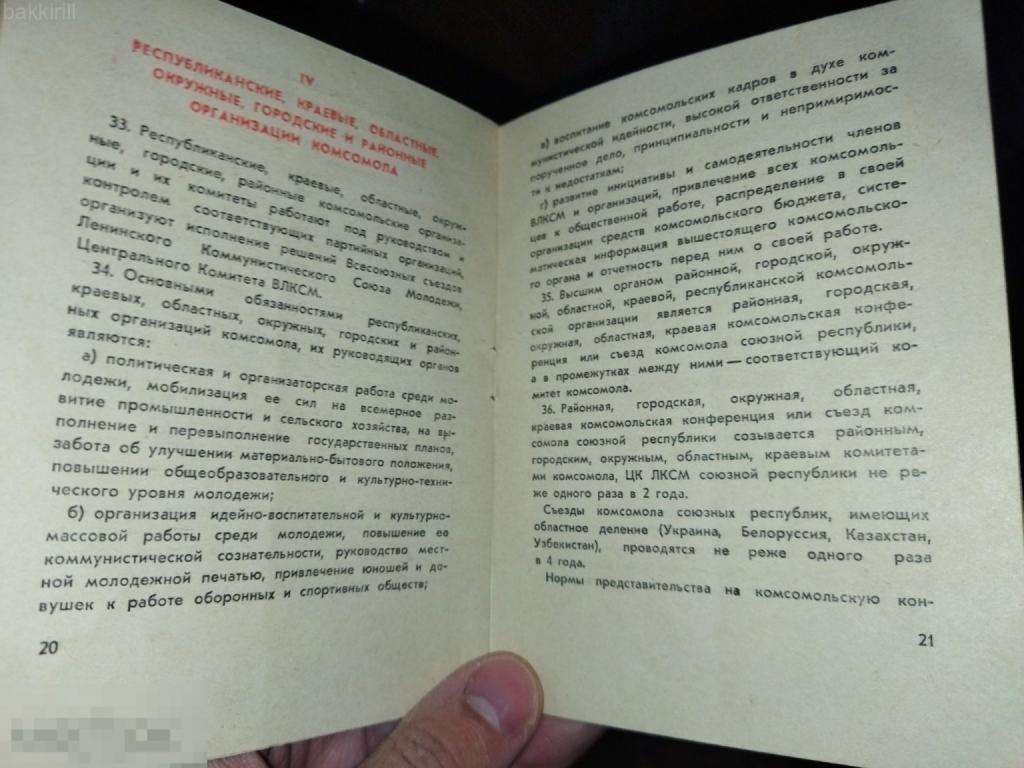 bakkirill
IV
РЕСПУБЛИКАНСКИЕ, КРАЕВЫЕ, ОБЛАСТНЫЕ,
ОКРУЖНЫЕ, ГОРОДСКИЕ И РАЙОННЫЕ
ОРГАНИЗАЦИИ КОМСОМОЛА
33. Республиканские, краевые, областные, окруж-
ные, городские, районные комсомольские организа-
ции и их комитеты работают под руководством и
контролем соответствующих партийных организаций,
организуют исполнение решений Всесоюзных съездов
Ленинского Коммунистического Союза Молодежи,
Центрального Комитета ВЛКСМ.
34. Основными обязанностями республиканских,
краевых, областных, окружных, городских и район-
ных организаций комсомола, их руководящих органов
являются:
а) политическая и организаторская работа среди мо-
лодежи, мобилизация ее сил на всемерное раз-
витие промышленности и сельского хозяйства, на вы-
полнение и перевыполнение государственных планов,
забота об улучшении материально-бытового положения,
повышении общеобразовательного и культурно-техни-
ческого уровня молодежи;
б) организация идейно-воспитательной и культурно-
массовой работы среди молодежи, повышение ее
коммунистической сознательности, руководство мест-
ной молодежной печатью, привлечение юношей и де-
вушек к работе оборонных и спортивных обществ;
20
в) воспитание комсомольских кадров в духе ком-
мунистической идейности, высокой ответственности за
порученное дело, принципиальности и непримиримос-
ти к недостаткам;
г) развитие инициативы и самодеятельности членов
ВЛКСМ и организаций, привлечение всех комсомоль-
цев к общественной работе, распределение в своей
организации средств комсомольского бюджета, систе-
матическая информация вышестоящего комсомольско-
го органа и отчетность перед ним о своей работе.
35. Высшим органом районной, городской, окруж-
ной, областной, краевой, республиканской комсомоль-
ской организации является районная, городская,
окружная, областная, краевая комсомольская конфе-
ренция или съезд комсомола союзной республики,
а в промежутках между ними — соответствующий ко-
митет комсомола.
36. Районная, городская, окружная, областная,
краевая комсомольская конференция или съезд ком-
сомола союзной республики созывается районным,
городским, окружным, областным, краевым комитета-
ми комсомола, ЦК ЛКСМ союзной республики не ре-
же одного раза в 2 года.
Съезды комсомола союзных республик, имеющих
областное деление (Украина, Белоруссия, Казахстан,
Узбекистан), проводятся не реже одного раза
в 4 года.
Нормы представительства на комсомольскую кон-
21